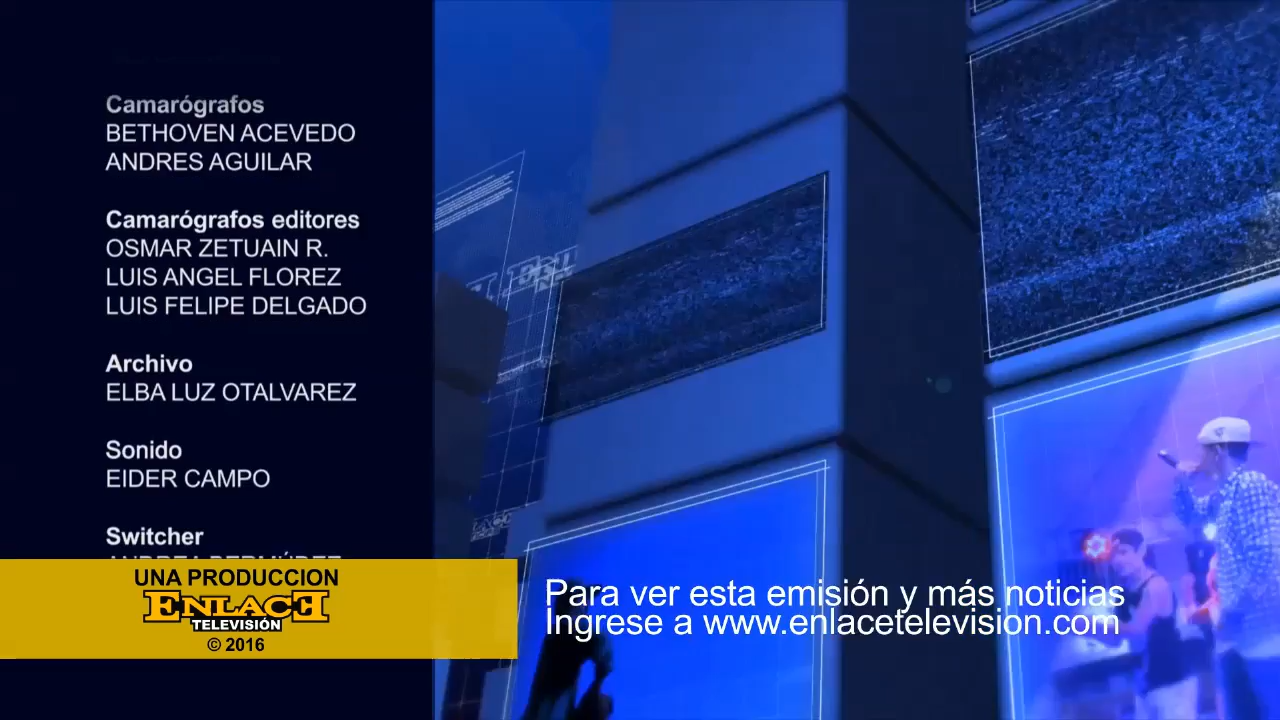 Camarógrafos
BETHOVEN ACEVEDO
ANDRES AGUILAR
Camarógrafos editores
OSMAR ZETUAIN R.
LUIS ANGEL FLOREZ
LUIS FELIPE DELGADO
Archivo
ELBA LUZ OTALVAREZ
Sonido
EIDER CAMPO
Switcher
UNA PRODUCCION
ENLACE
TELEVISIÓN
© 2016
Para ver esta emisión y más noticias
Ingrese a www.enlacetelevision.com